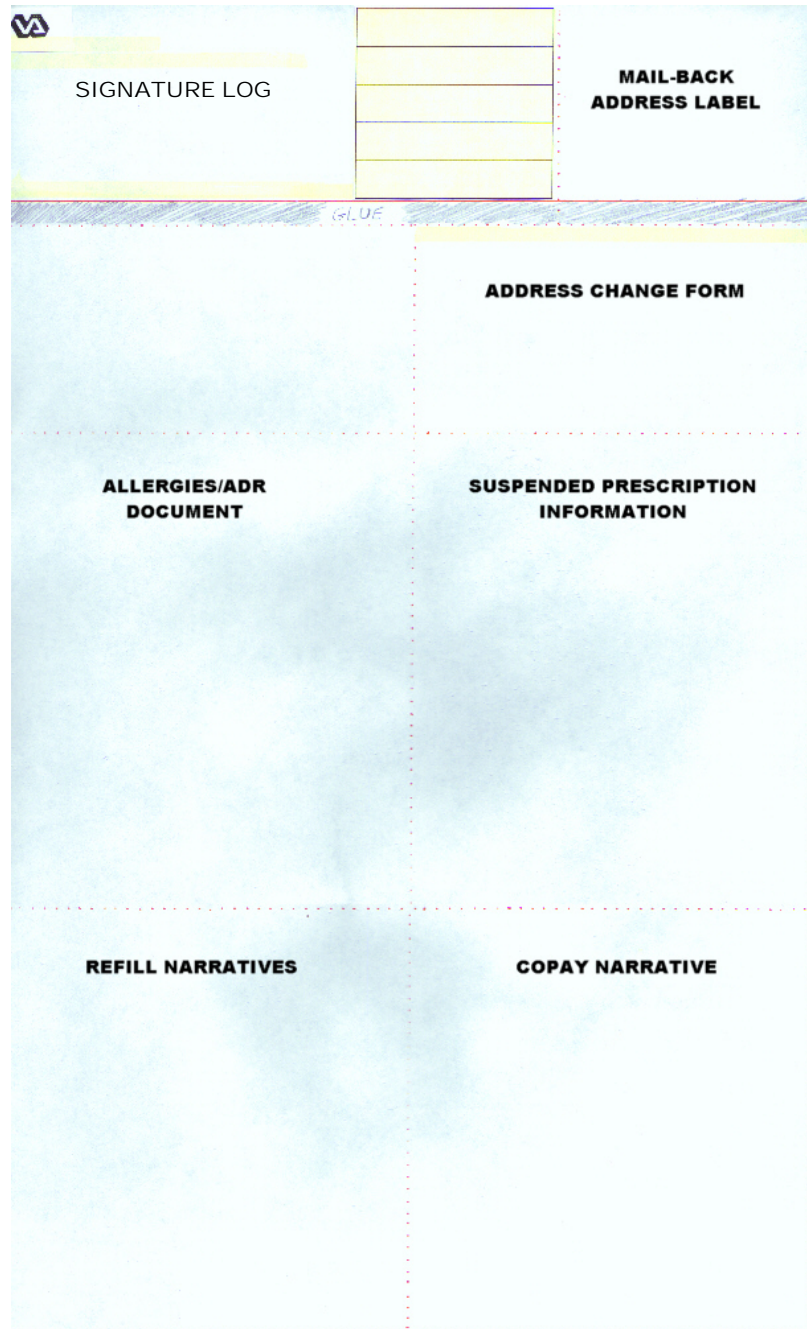 VA
SIGNATURE LOG
MAIL-BACK
ADDRESS LABEL
GLUE
ADDRESS CHANGE FORM
ALLERGIES/ADR
DOCUMENT
SUSPENDED PRESCRIPTION
INFORMATION
REFILL NARRATIVES
COPAY NARRATIVE